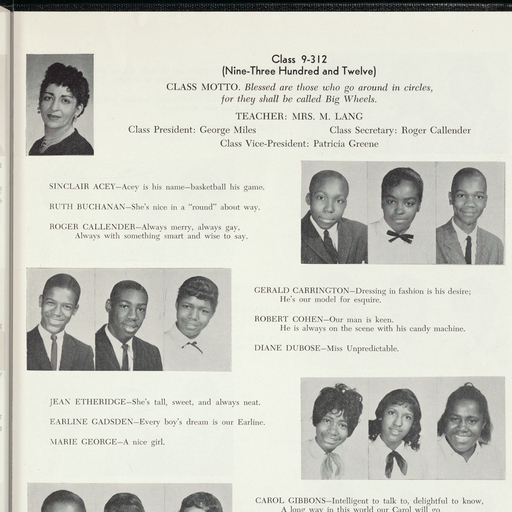 Class 9-312
(Nine-Three Hundred and Twelve)
CLASS MOTTO. Blessed are those who go around in circles,
for they shall be called Big Wheels.
TEACHER: MRS. M. LANG
Class President: George Miles Class Secretary: Roger Callender
Class Vice-President: Patricia Greene
SINCLAIR ACEY—Acey is his name—basketball his game.
RUTH BUCHANAN—She's nice in a "round" about way.
ROGER CALLENDER—Always merry, always gay,
Always with something smart and wise to say.
GERALD CARRINGTON—Dressing in fashion is his desire;
He's our model for esquire.
ROBERT COHEN—Our man is keen.
He is always on the scene with his candy machine.
DIANE DUBOSE—Miss Unpredictable.
JEAN ETHERIDGE—She's tall, sweet, and always neat.
EARLINE GADSDEN—Every boy's dream is our Earline.
MARIE GEORGE—A nice girl.
CAROL GIBBONS—Intelligent to talk to, delightful to know,
A long way in this world our Carol will go